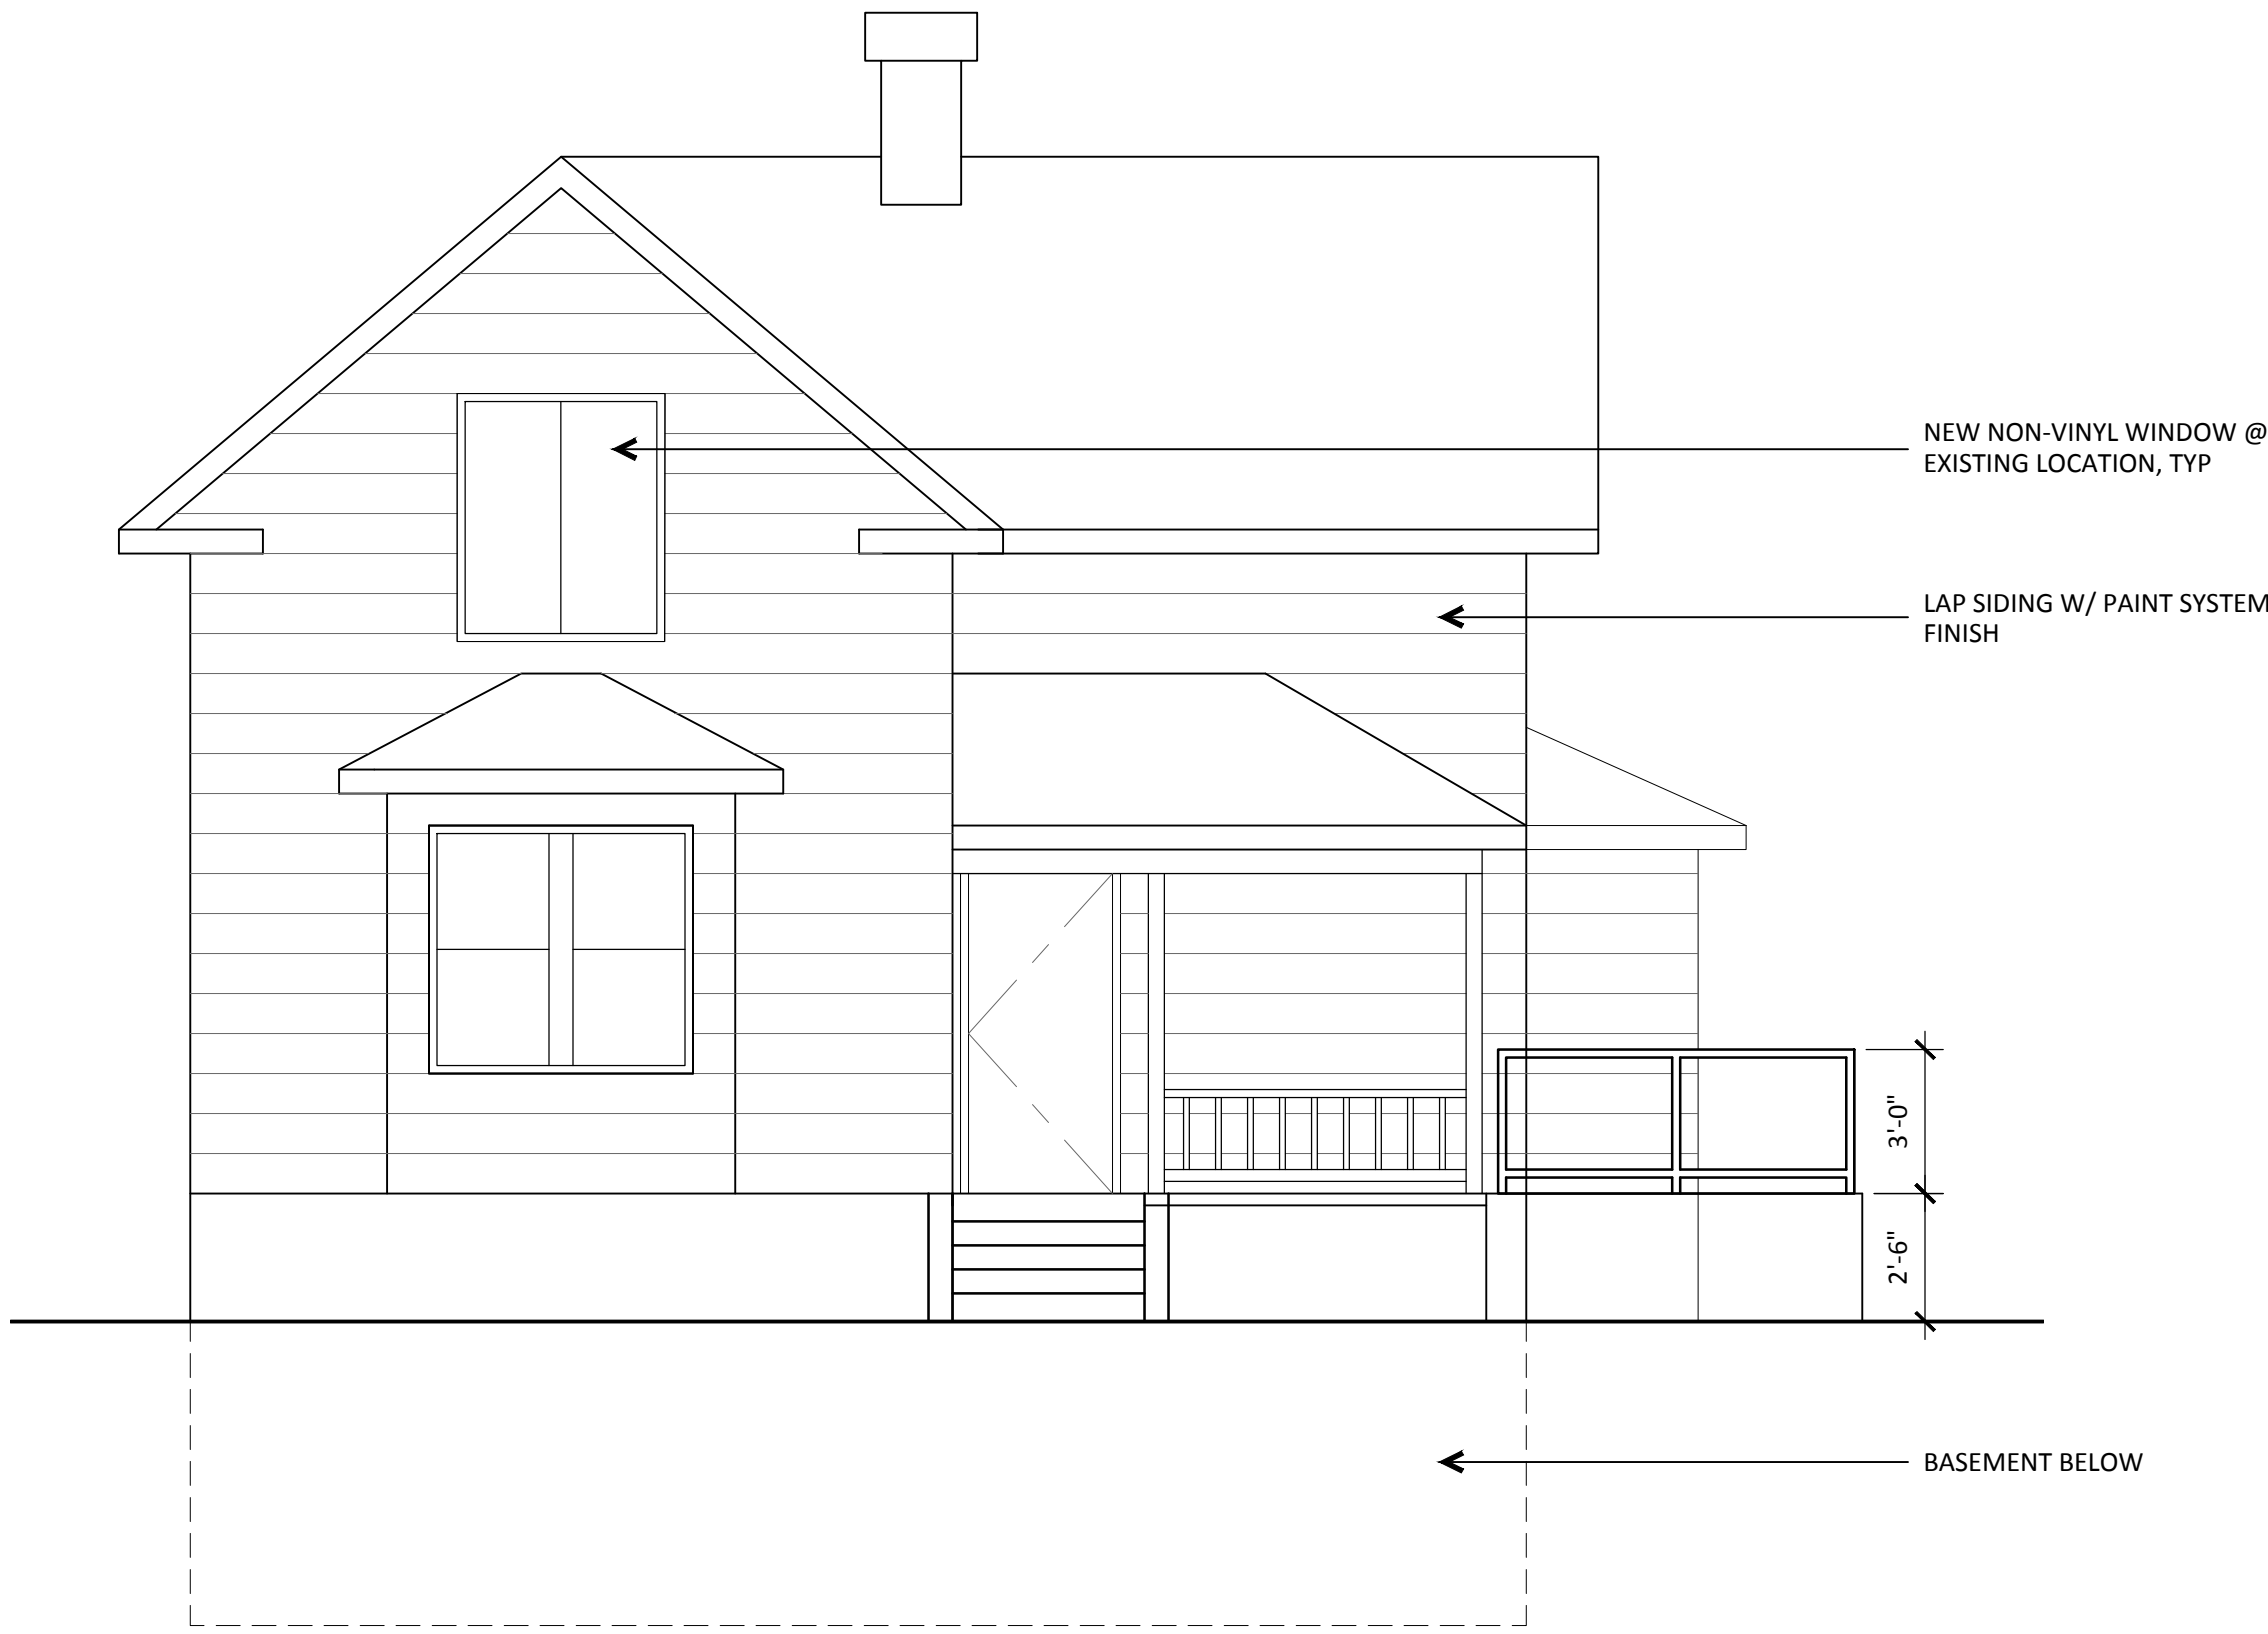 NEW NON-VINYL WINDOW @
EXISTING LOCATION, TYP
LAP SIDING W/ PAINT SYSTEM
FINISH
3'-0"
2'-6"
BASEMENT BELOW